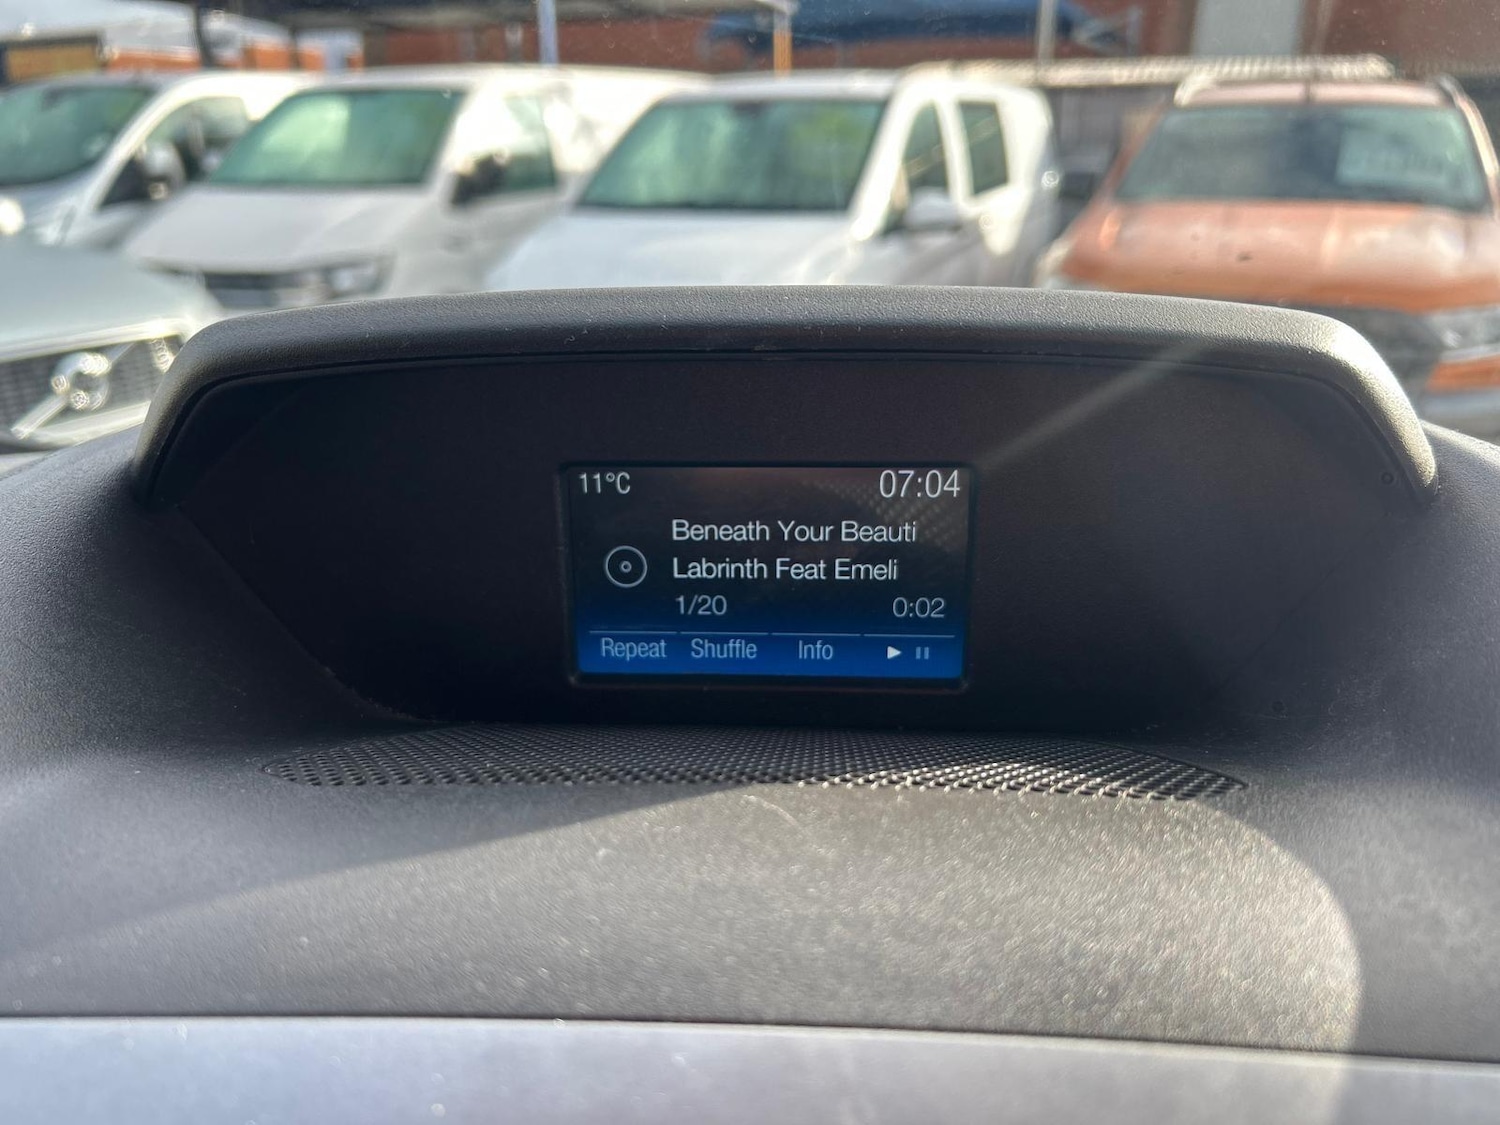 11°C 07:04
Beneath Your Beauti
Labrinth Feat Emeli
1/20 0:02
Repeat Shuffle Info